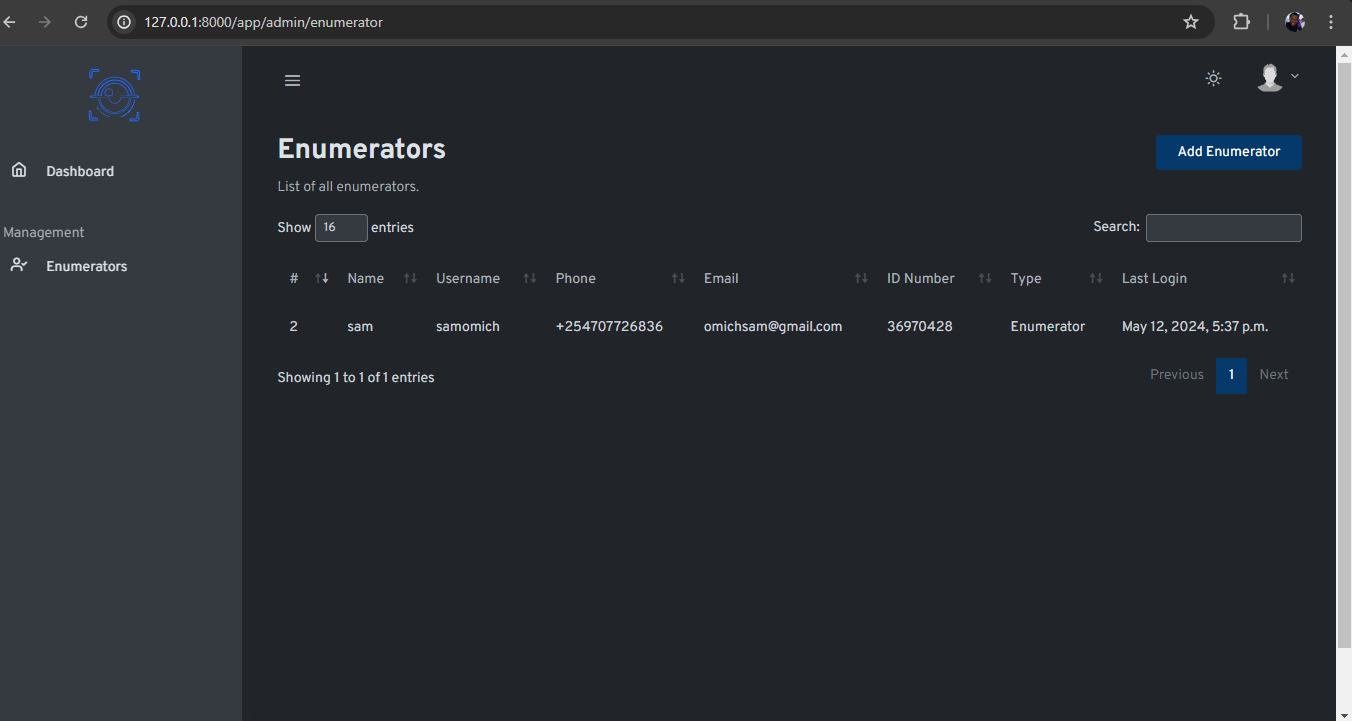 127.0.0.1:8000/app/admin/enumerator
Dashboard
Management
Enumerators
Enumerators
Add Enumerator
List of all enumerators.
Show 16 entries
Search:
# Name Username Phone Email ID Number Type Last Login
2 sam samomich +254707726836 omichsam@gmail.com 36970428 Enumerator May 12, 2024, 5:37 p.m.
Showing 1 to 1 of 1 entries
Previous 1 Next